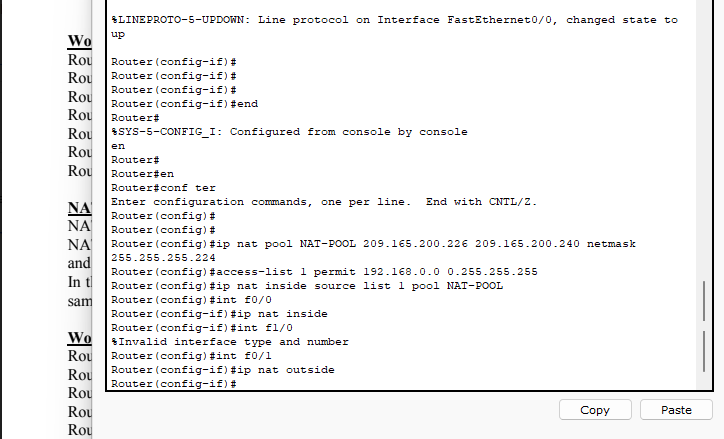 %LINEPROTO-5-UPDOWN: Line protocol on Interface FastEthernet0/0, changed state to
up
Wo
Rou
Router(config-if)#
Rou
Router(config-if)#
Rou
Router(config-if)#
Rou
Router(config-if)#end
Router#
Rou
%SYS-5-CONFIG_I: Configured from console by console
en
Rou
Router#
Rou
Router#en
Router#conf ter
Enter configuration commands, one per line.  End with CNTL/Z.
NA
Router(config)#
NA
Router(config)#
NA
Router(config)#ip nat pool NAT-POOL 209.165.200.226 209.165.200.240 netmask
255.255.255.224
and
Router(config)#access-list 1 permit 192.168.0.0 0.255.255.255
In t
Router(config)#ip nat inside source list 1 pool NAT-POOL
sam
Router(config)#int f0/0
Router(config-if)#ip nat inside
Router(config-if)#int f1/0
Wo
%Invalid interface type and number
Rou
Router(config)#int f0/1
Rou
Router(config-if)#ip nat outside
Router(config-if)#
Rou
Rou
Copy
Paste
Rou